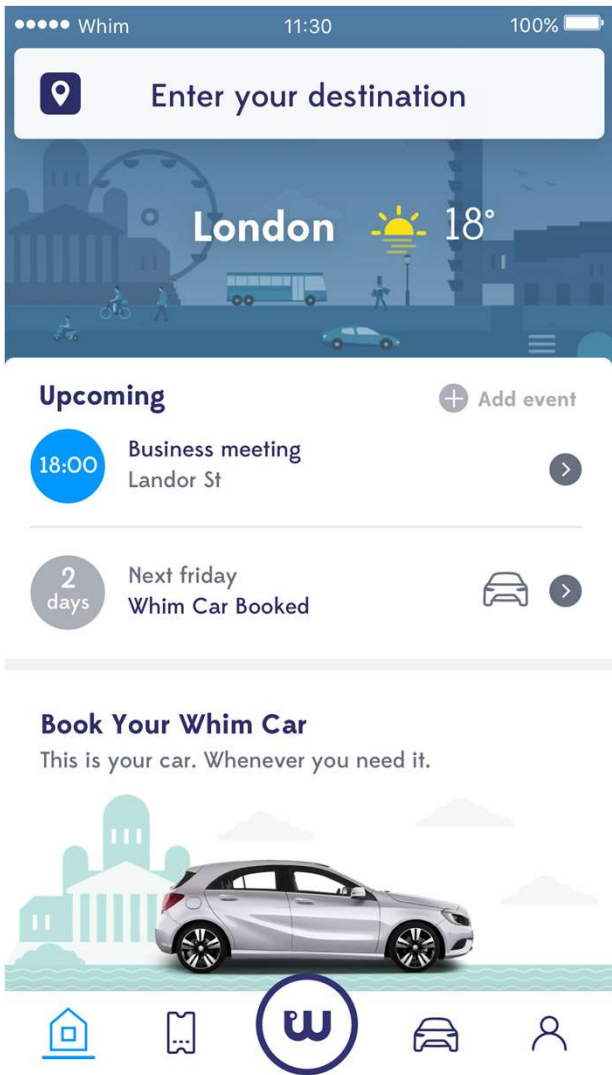 Whim 11:30 100%
Enter your destination
London 18°
Upcoming
Add event
18:00
Business meeting
Landor St
2
days
Next friday
Whim Car Booked
Book Your Whim Car
This is your car. Whenever you need it.
w